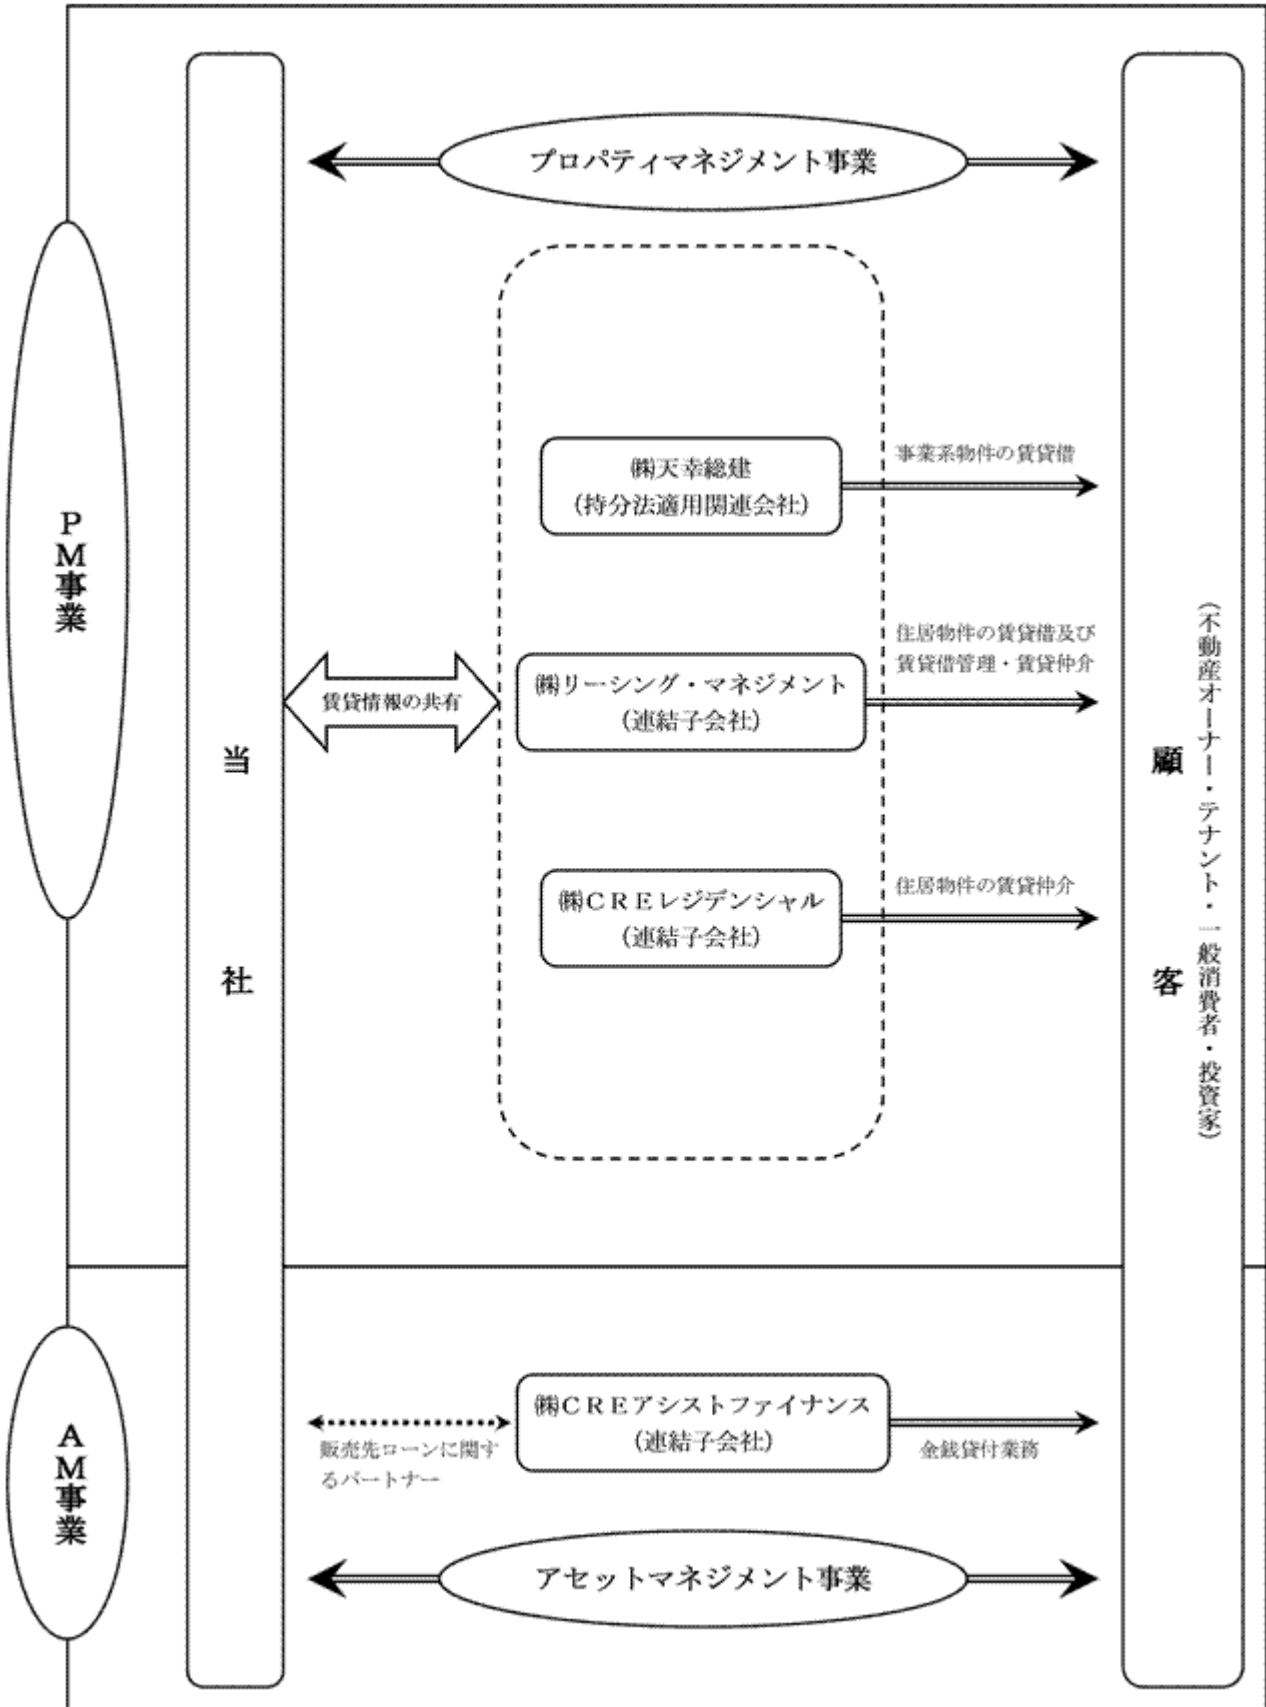 プロパティマネジメント事業
PM事業
㈱天幸総建
(持分法適用関連会社)
事業系物件の賃貸借
住居物件の賃貸借及び
賃貸借管理・賃貸仲介
㈱リーシング・マネジメント
(連結子会社)
賃貸情報の共有
当社
顧客
(不動産オーナー・テナント・一般消費者・投資家)
㈱CREレジデンシャル
(連結子会社)
住居物件の賃貸仲介
AM事業
㈱CREアシストファイナンス
(連結子会社)
販売先ローンに関す
るパートナー
金銭貸付業務
アセットマネジメント事業